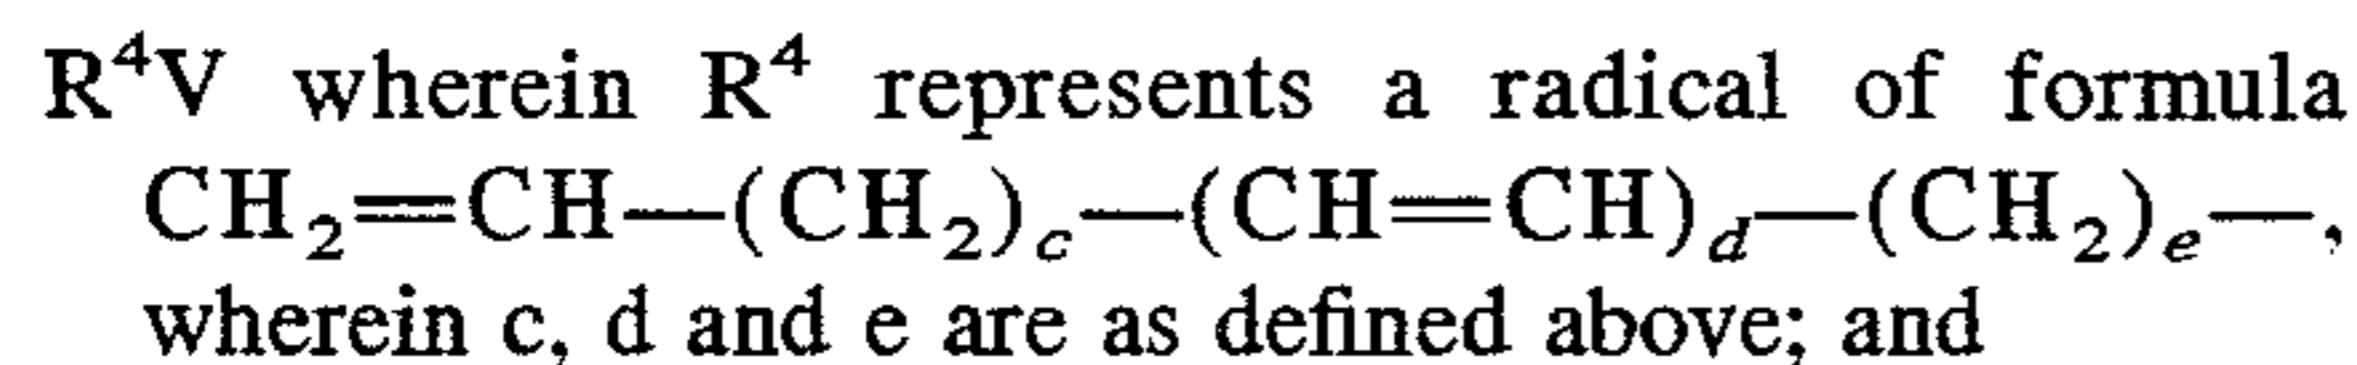 R⁴V wherein R⁴ represents a radical of formula
CH₂=CH—(CH₂)c—(CH=CH)d—(CH₂)e—,
wherein c, d and e are as defined above; and